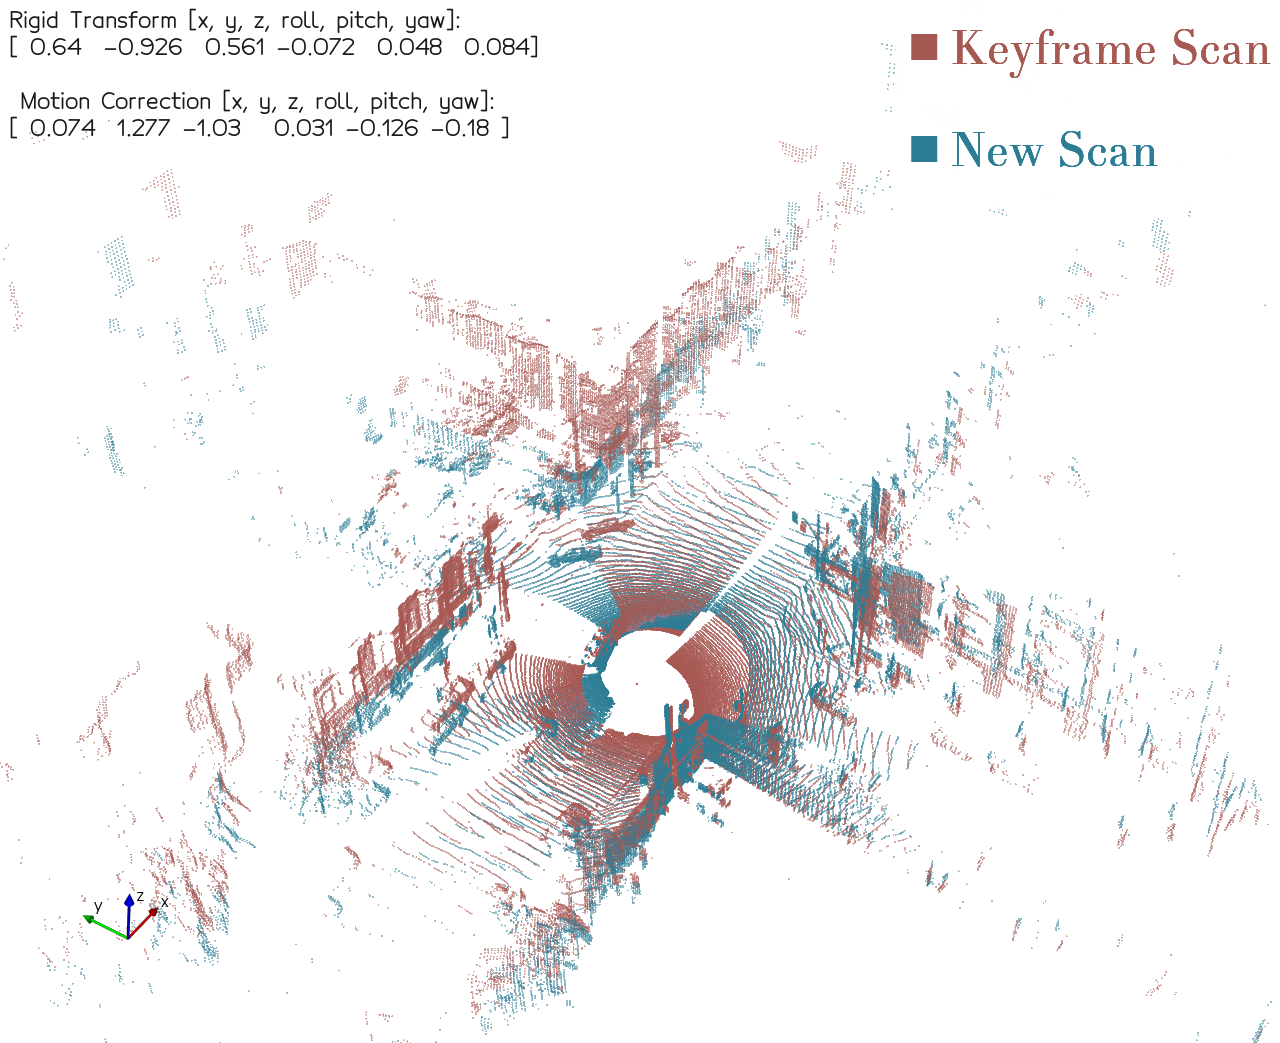 Rigid Transform [x, y, z, roll, pitch, yaw]:
[ 0.64 −0.926 0.561 −0.072 0.048 0.084]
Motion Correction [x, y, z, roll, pitch, yaw]:
[ 0.074 1.277 −1.03 0.031 −0.126 −0.18 ]
Keyframe Scan
New Scan
y z x